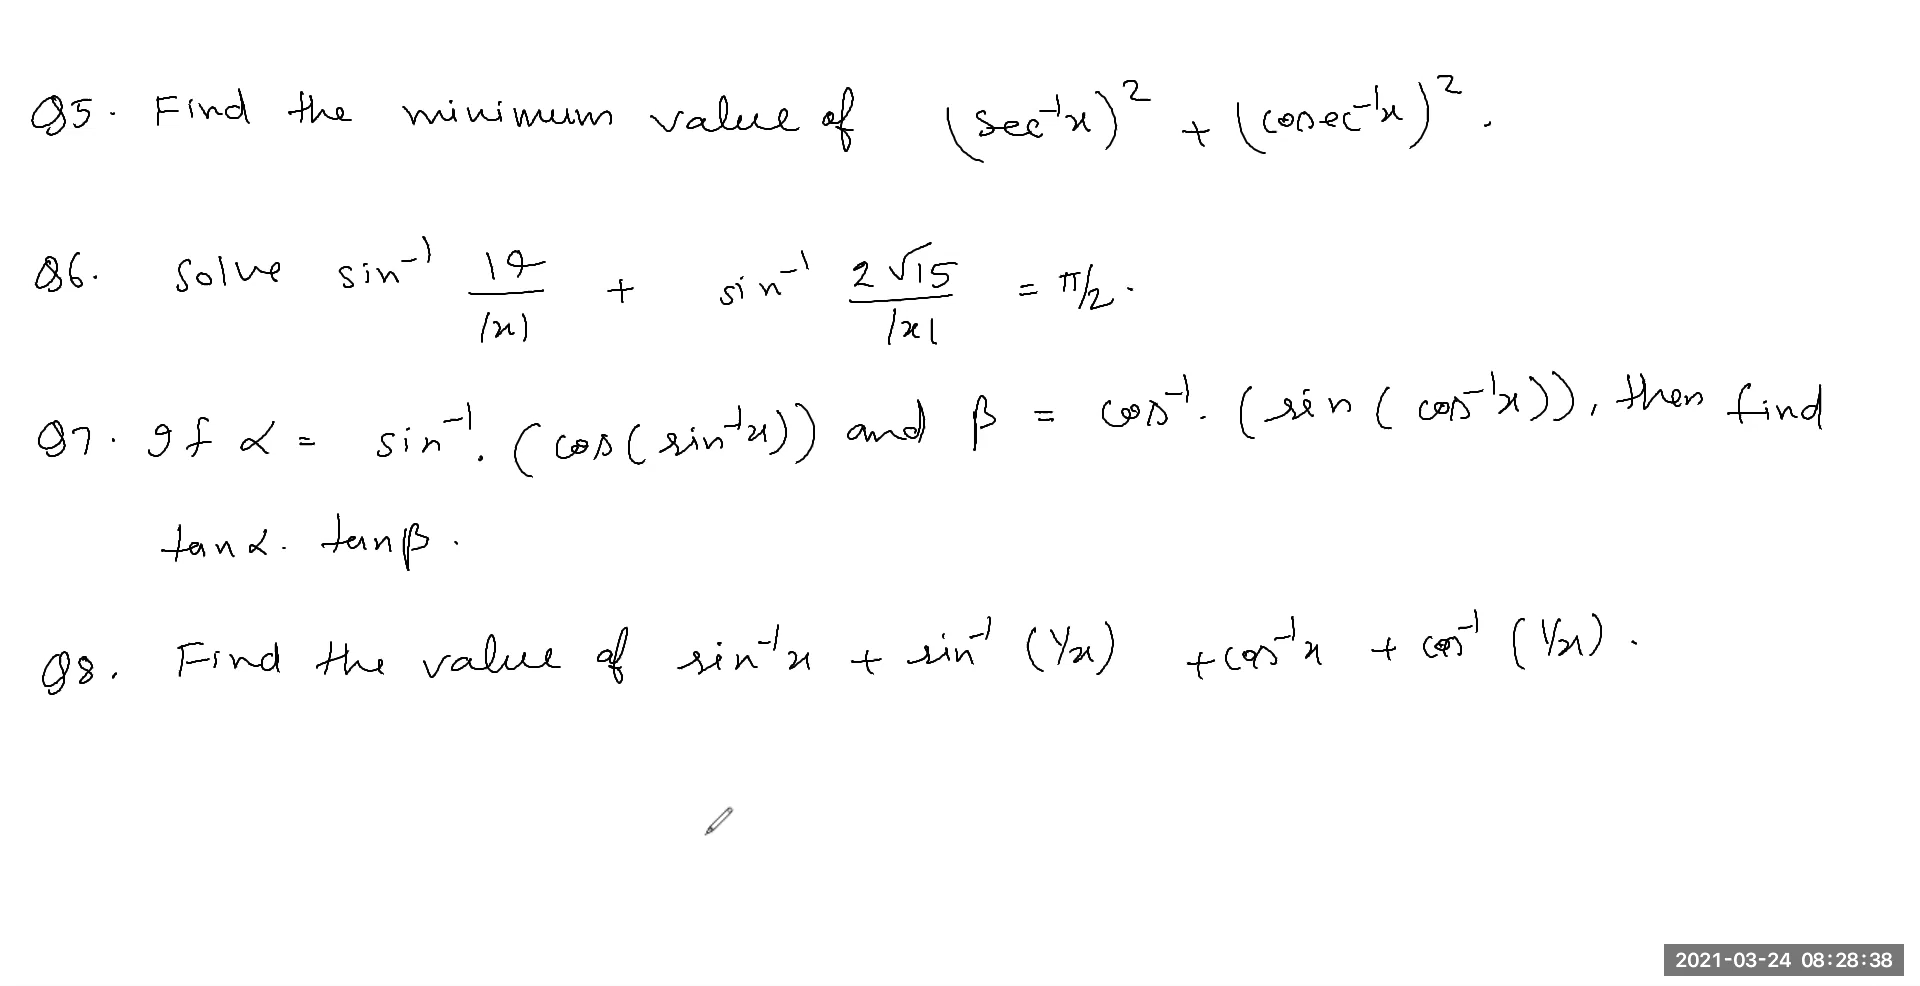 Q5. Find the minimum value of (sec⁻¹x)² + (cosec⁻¹x)².
Q6. Solve sin⁻¹ 14/|x| + sin⁻¹ 2√15/|x| = π/2.
Q7. If α = sin⁻¹. (cos(sin⁻¹x)) and β = cos⁻¹. (sin(cos⁻¹x)), then find
tanα. tanβ.
Q8. Find the value of sin⁻¹x + sin⁻¹(1/x) + cos⁻¹x + cos⁻¹(1/x).
2021-03-24 08:28:38